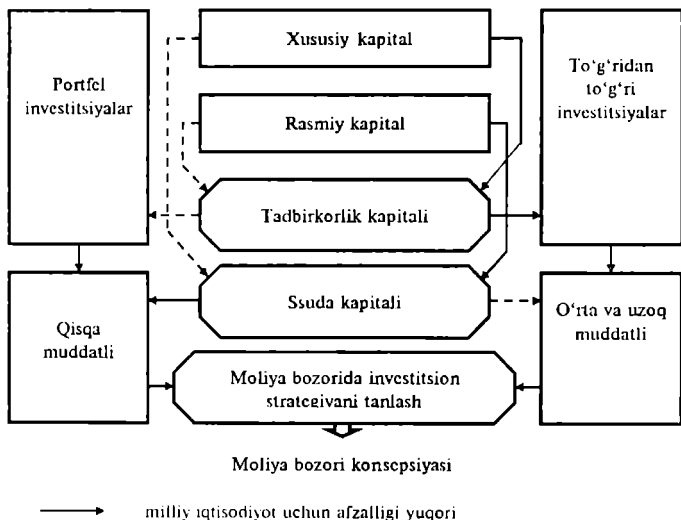 Xususiy kapital
Portfel
investitsiyalar
To‘g‘ridan
to‘g‘ri
investitsiyalar
Rasmiy kapital
Tadbirkorlik kapitali
Ssuda kapitali
Qisqa
muddatli
O‘rta va uzoq
muddatli
Moliya bozorida investitsion
strategiyani tanlash
Moliya bozori konsepsiyasi
milliy iqtisodiyot uchun afzalligi yuqori